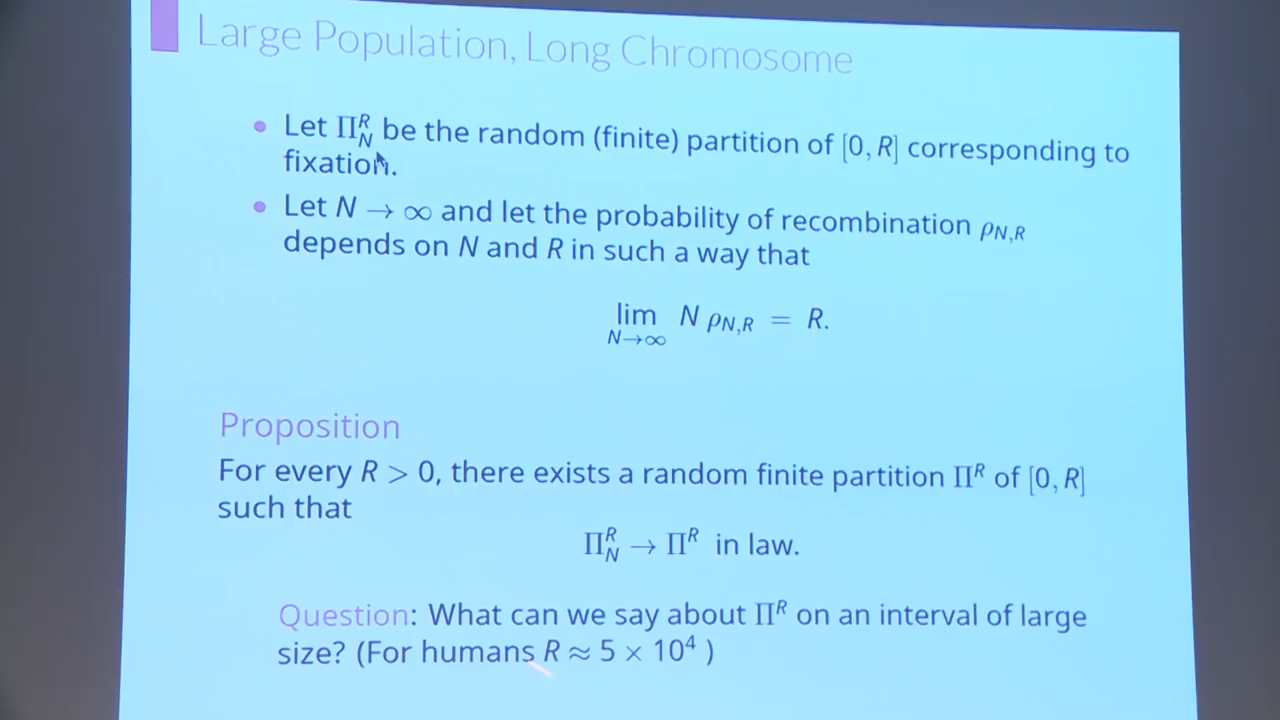 Large Population, Long Chromosome
• Let Π_N^R be the random (finite) partition of [0, R] corresponding to
fixation.
• Let N → ∞ and let the probability of recombination ρ_{N,R}
depends on N and R in such a way that
lim_{N→∞} N ρ_{N,R} = R.
Proposition
For every R > 0, there exists a random finite partition Π^R of [0, R]
such that
Π_N^R → Π^R in law.
Question: What can we say about Π^R on an interval of large
size? (For humans R ≈ 5 × 10^4 )